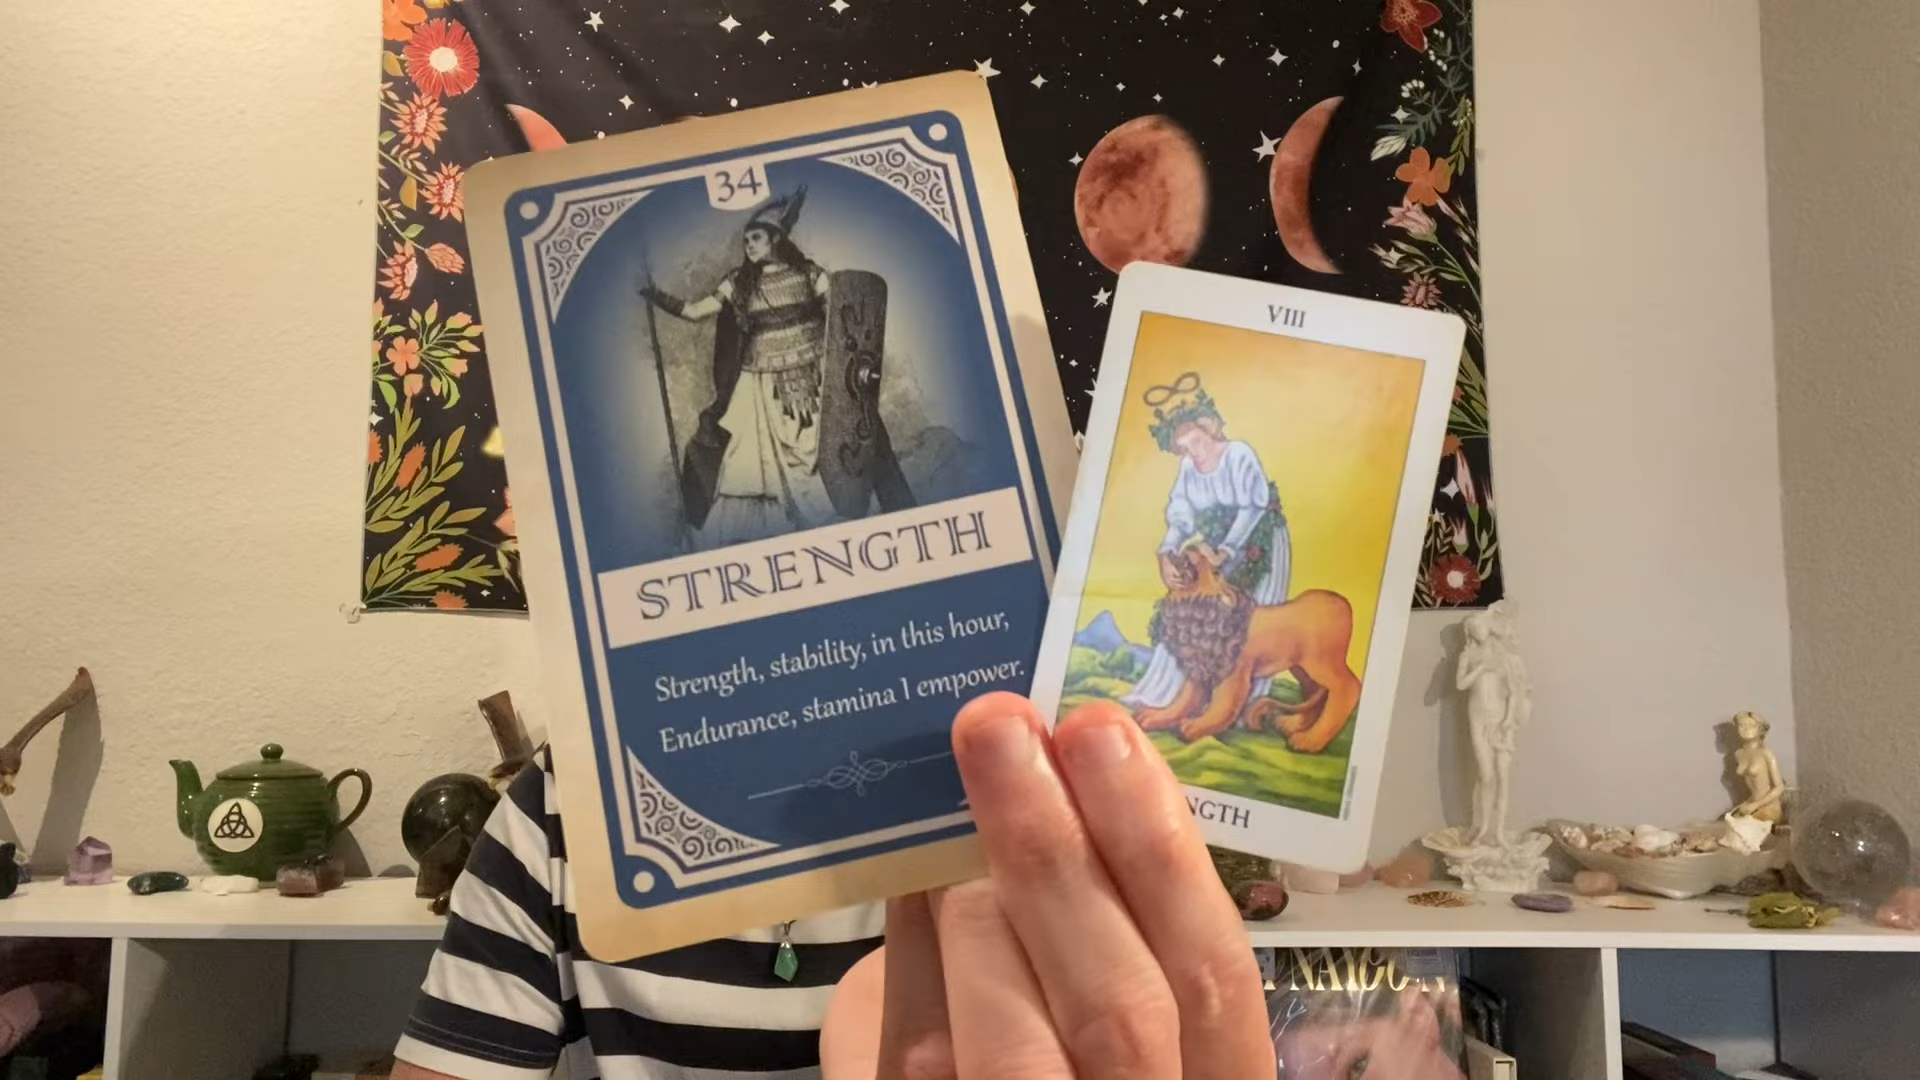 34
STRENGTH
Strength, stability, in this hour,
Endurance, stamina I empower.
VIII
NGTH